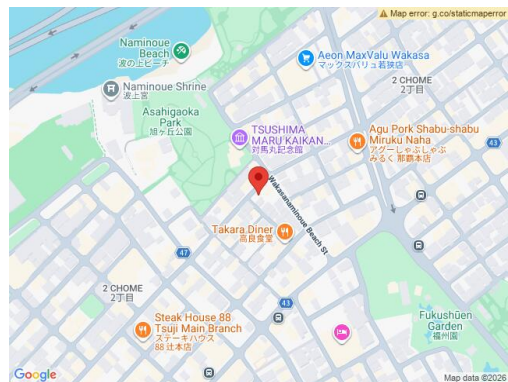 Map error: g.co/staticmaperror
Naminoue
Beach
波の上ビーチ
Aeon MaxValu Wakasa
マックスバリュ若狭店
Naminoue Shrine
波上宮
2 CHOME
2丁目
Asahigaoka
Park
旭ヶ丘公園
TSUSHIMA
MARU KAIKAN...
対馬丸記念館
Agu Pork Shabu-shabu
Miruku Naha
アグーしゃぶしゃぶ
みるく 那覇本店
43
Wakasanaminoue Beach St
Takara Diner
高良食堂
47
2 CHOME
2丁目
43
Steak House 88
Tsuji Main Branch
ステーキハウス
88 辻本店
Fukushūen
Garden
福州園
Google
Map data ©2026